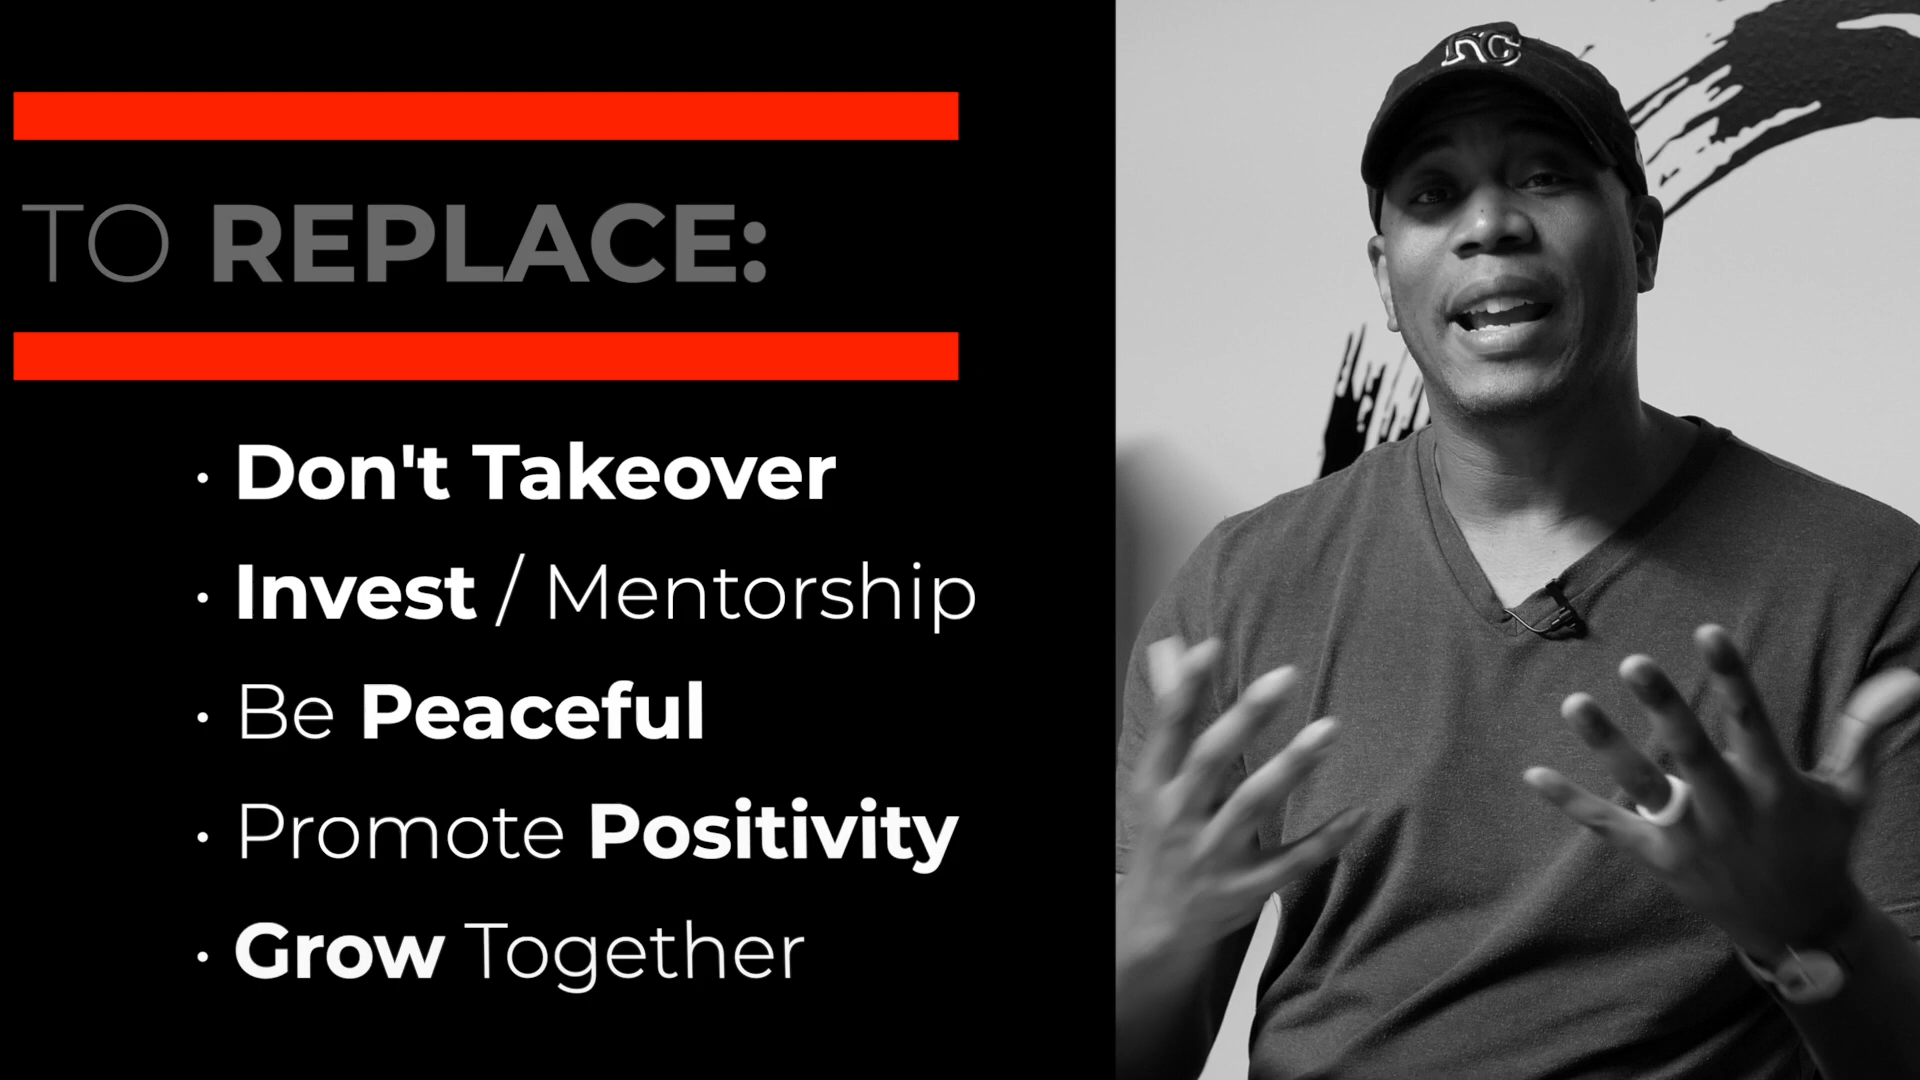 TO REPLACE:
· Don't Takeover
· Invest / Mentorship
· Be Peaceful
· Promote Positivity
· Grow Together